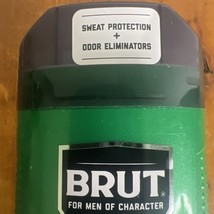 SWEAT PROTECTION
+
ODOR ELIMINATORS
BRUT
FOR MEN OF CHARACTER